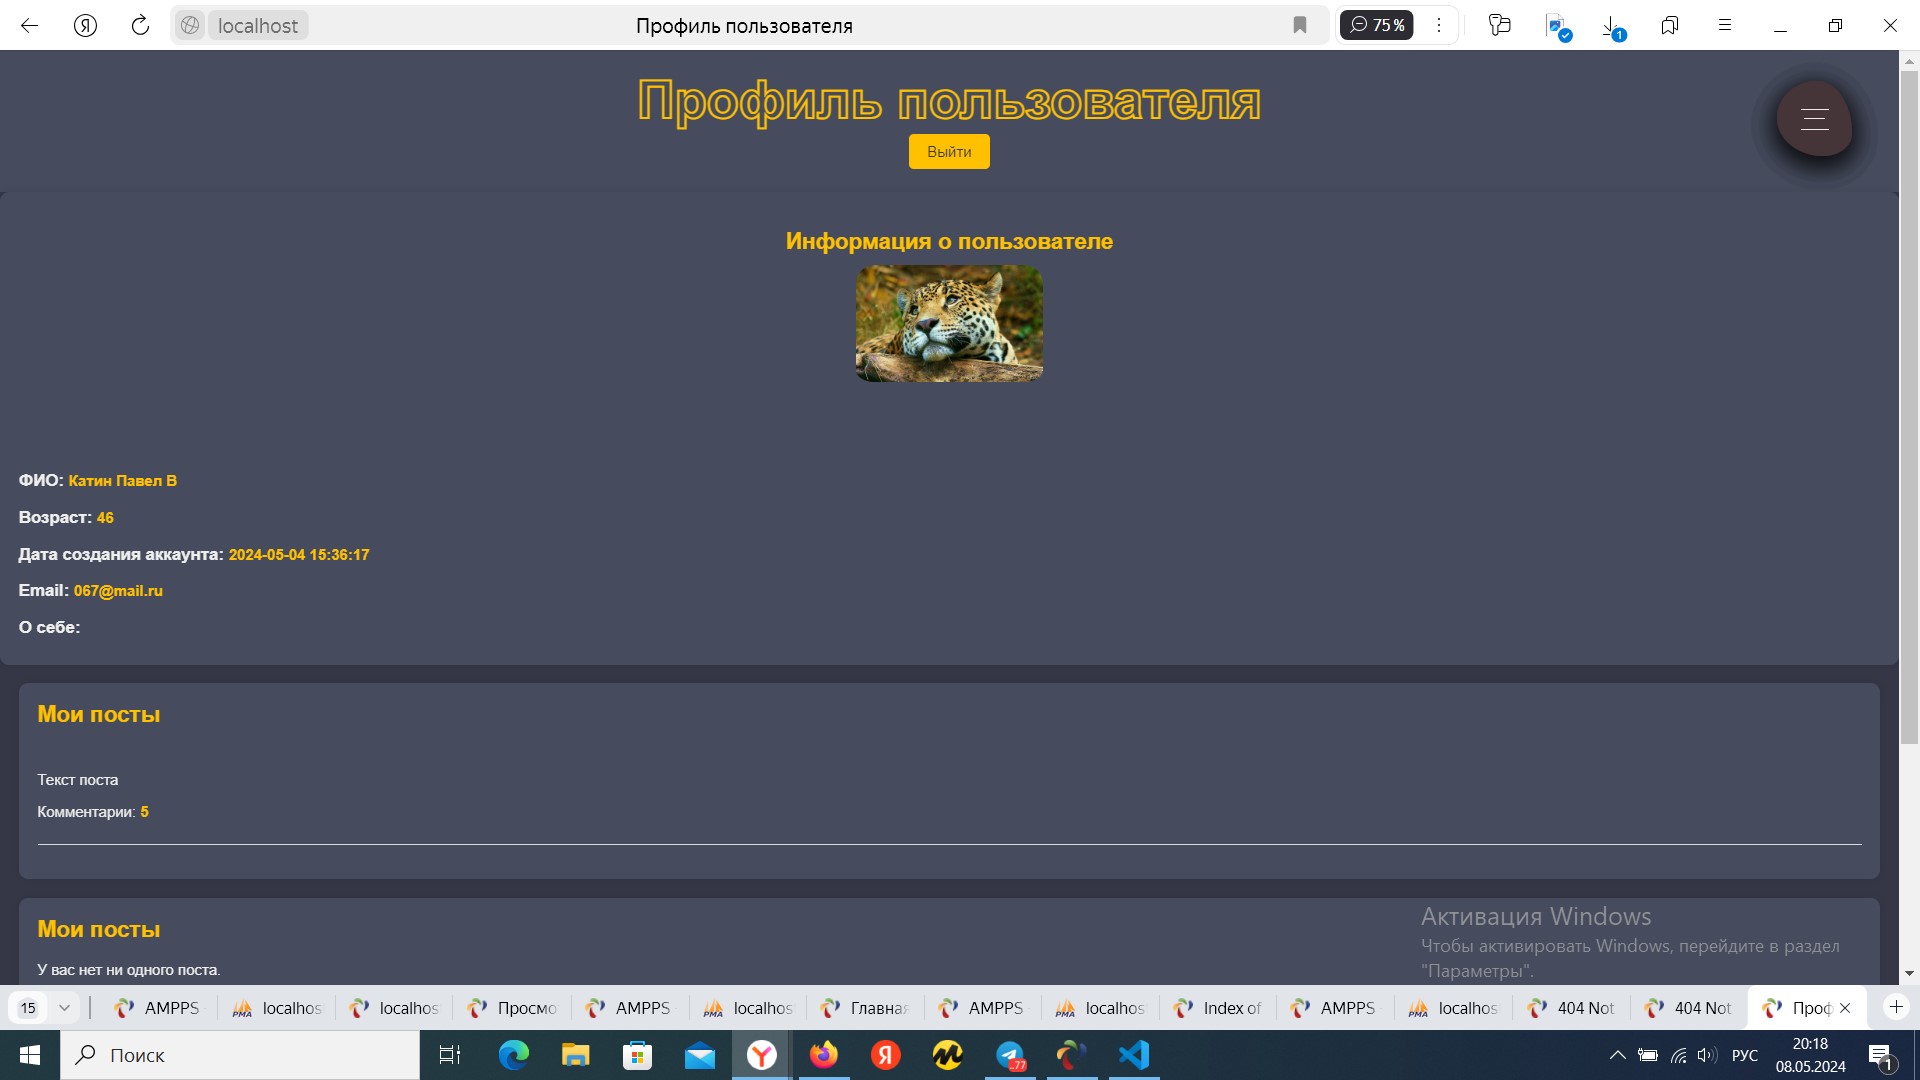 localhost
Профиль пользователя
75 %
1
Профиль пользователя
Выйти
Информация о пользователе
ФИО: Катин Павел В
Возраст: 46
Дата создания аккаунта: 2024-05-04 15:36:17
Email: 067@mail.ru
О себе:
Мои посты
Текст поста
Комментарии: 5
Мои посты
У вас нет ни одного поста.
Активация Windows
Чтобы активировать Windows, перейдите в раздел
"Параметры".
15 AMPPS localhos localhos Просмо AMPPS localhos Главная AMPPS localhos Index of AMPPS localhos 404 Not 404 Not Проф
Поиск
77
РУС
20:18
08.05.2024
1